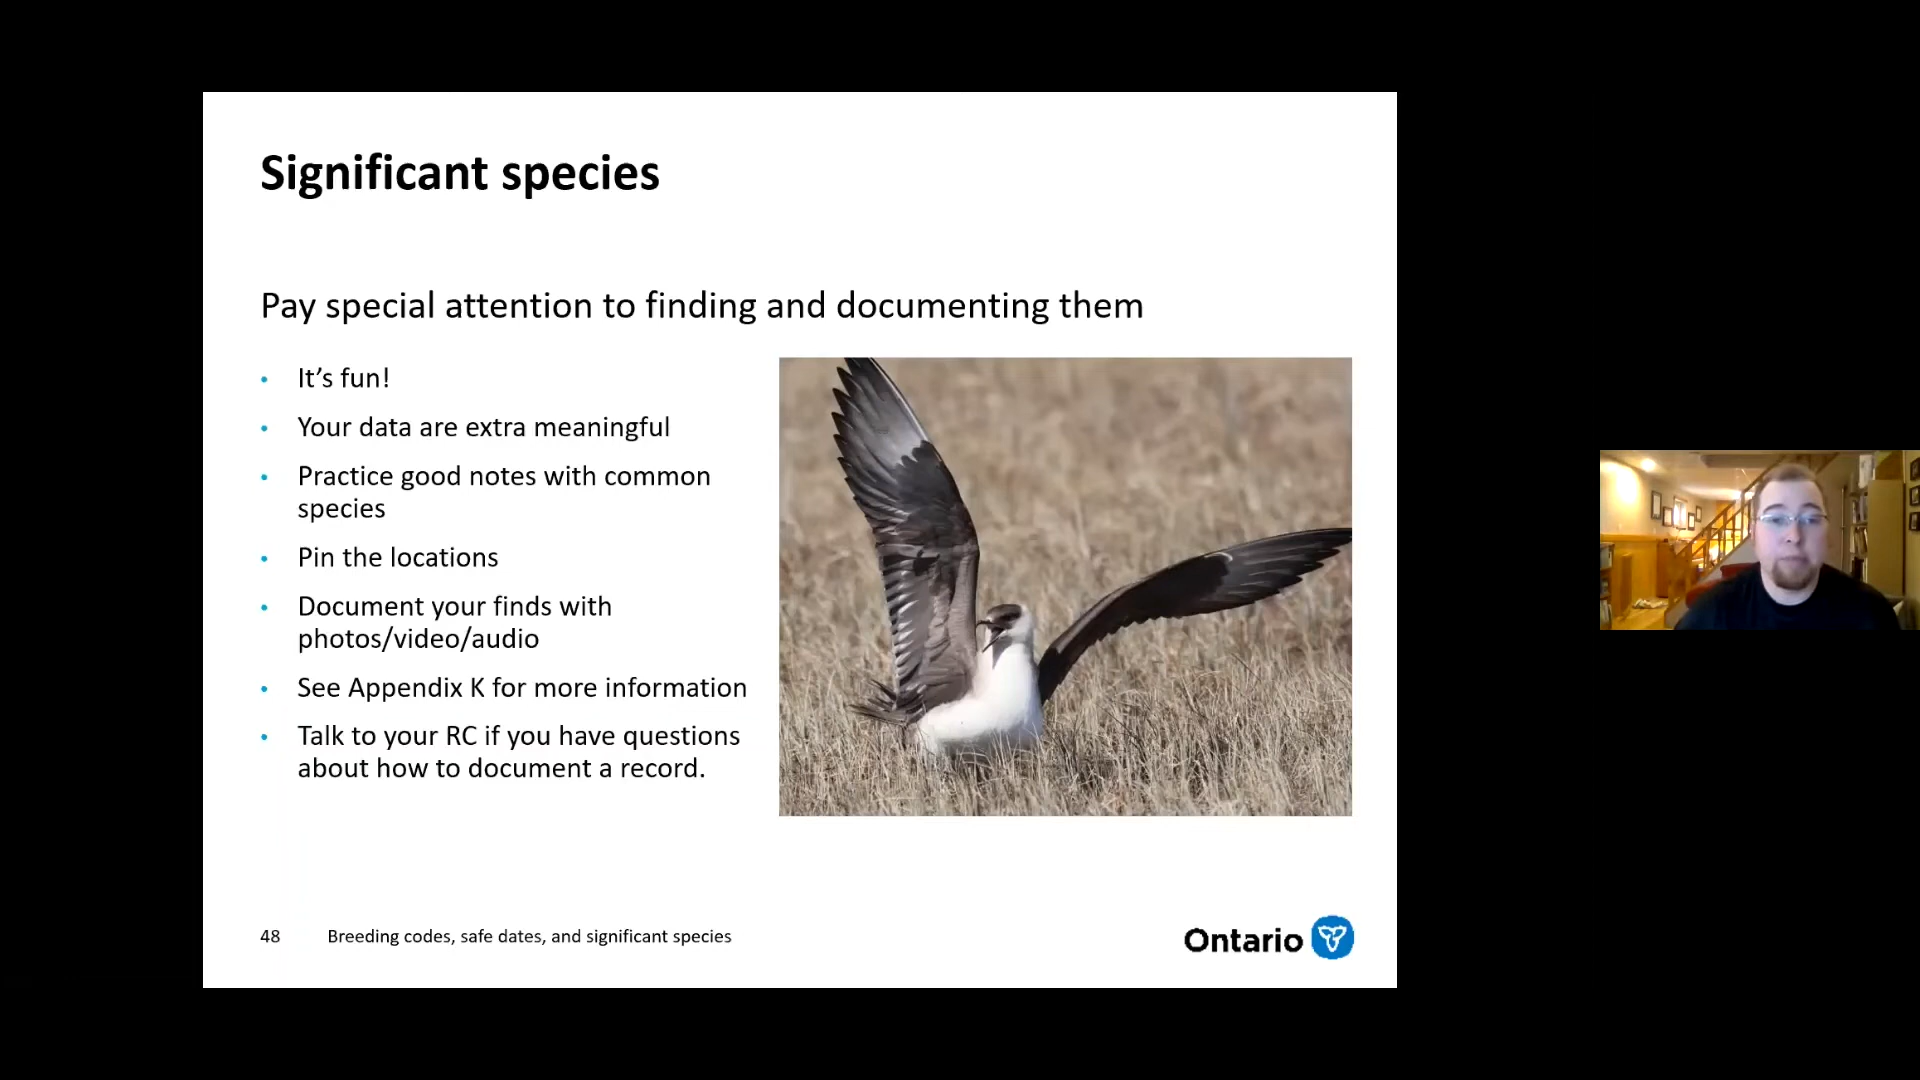 Significant species
Pay special attention to finding and documenting them
• It’s fun!
• Your data are extra meaningful
• Practice good notes with common
species
• Pin the locations
• Document your finds with
photos/video/audio
• See Appendix K for more information
• Talk to your RC if you have questions
about how to document a record.
48 Breeding codes, safe dates, and significant species
Ontario